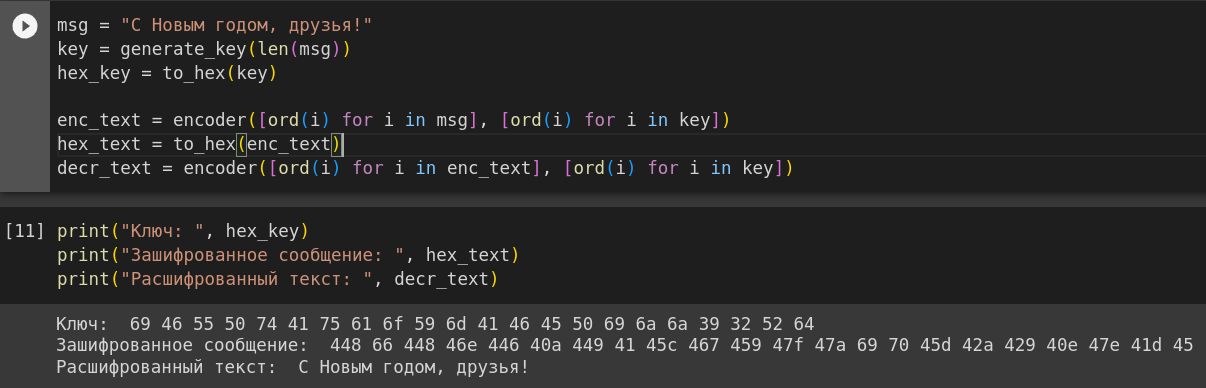 msg = "С Новым годом, друзья!"
key = generate_key(len(msg))
hex_key = to_hex(key)
enc_text = encoder([ord(i) for i in msg], [ord(i) for i in key])
hex_text = to_hex(enc_text)
decr_text = encoder([ord(i) for i in enc_text], [ord(i) for i in key])
[11] print("Ключ: ", hex_key)
print("Зашифрованное сообщение: ", hex_text)
print("Расшифрованный текст: ", decr_text)
Ключ:  69 46 55 50 74 41 75 61 6f 59 6d 41 46 45 50 69 6a 6a 39 32 52 64
Зашифрованное сообщение:  448 66 448 46e 446 40a 449 41 45c 467 459 47f 47a 69 70 45d 42a 429 40e 47e 41d 45
Расшифрованный текст:  С Новым годом, друзья!